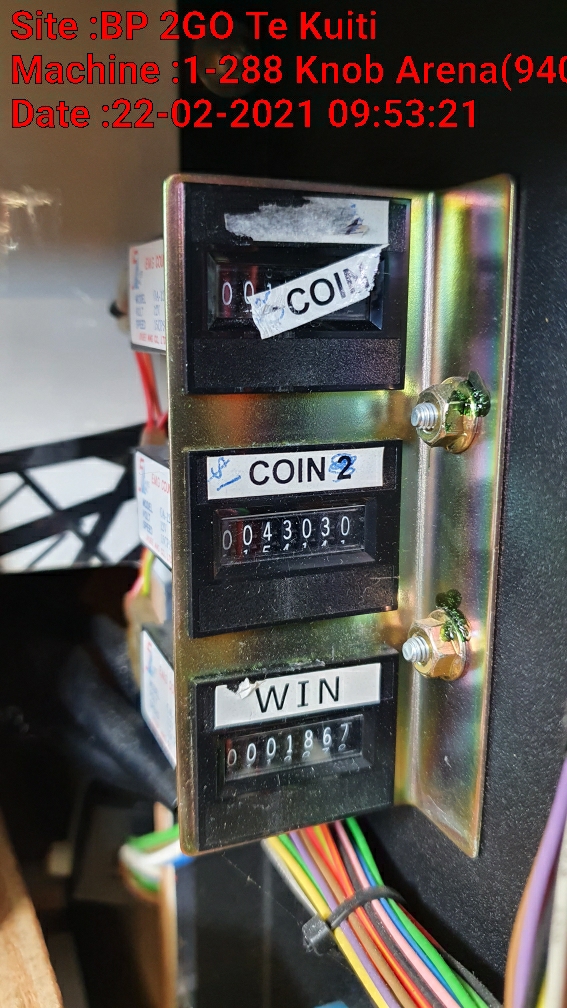 Site :BP 2GO Te Kuiti
Machine :1-288 Knob Arena(940
Date :22-02-2021 09:53:21
COIN
COIN 2
0043030
WIN
0001867